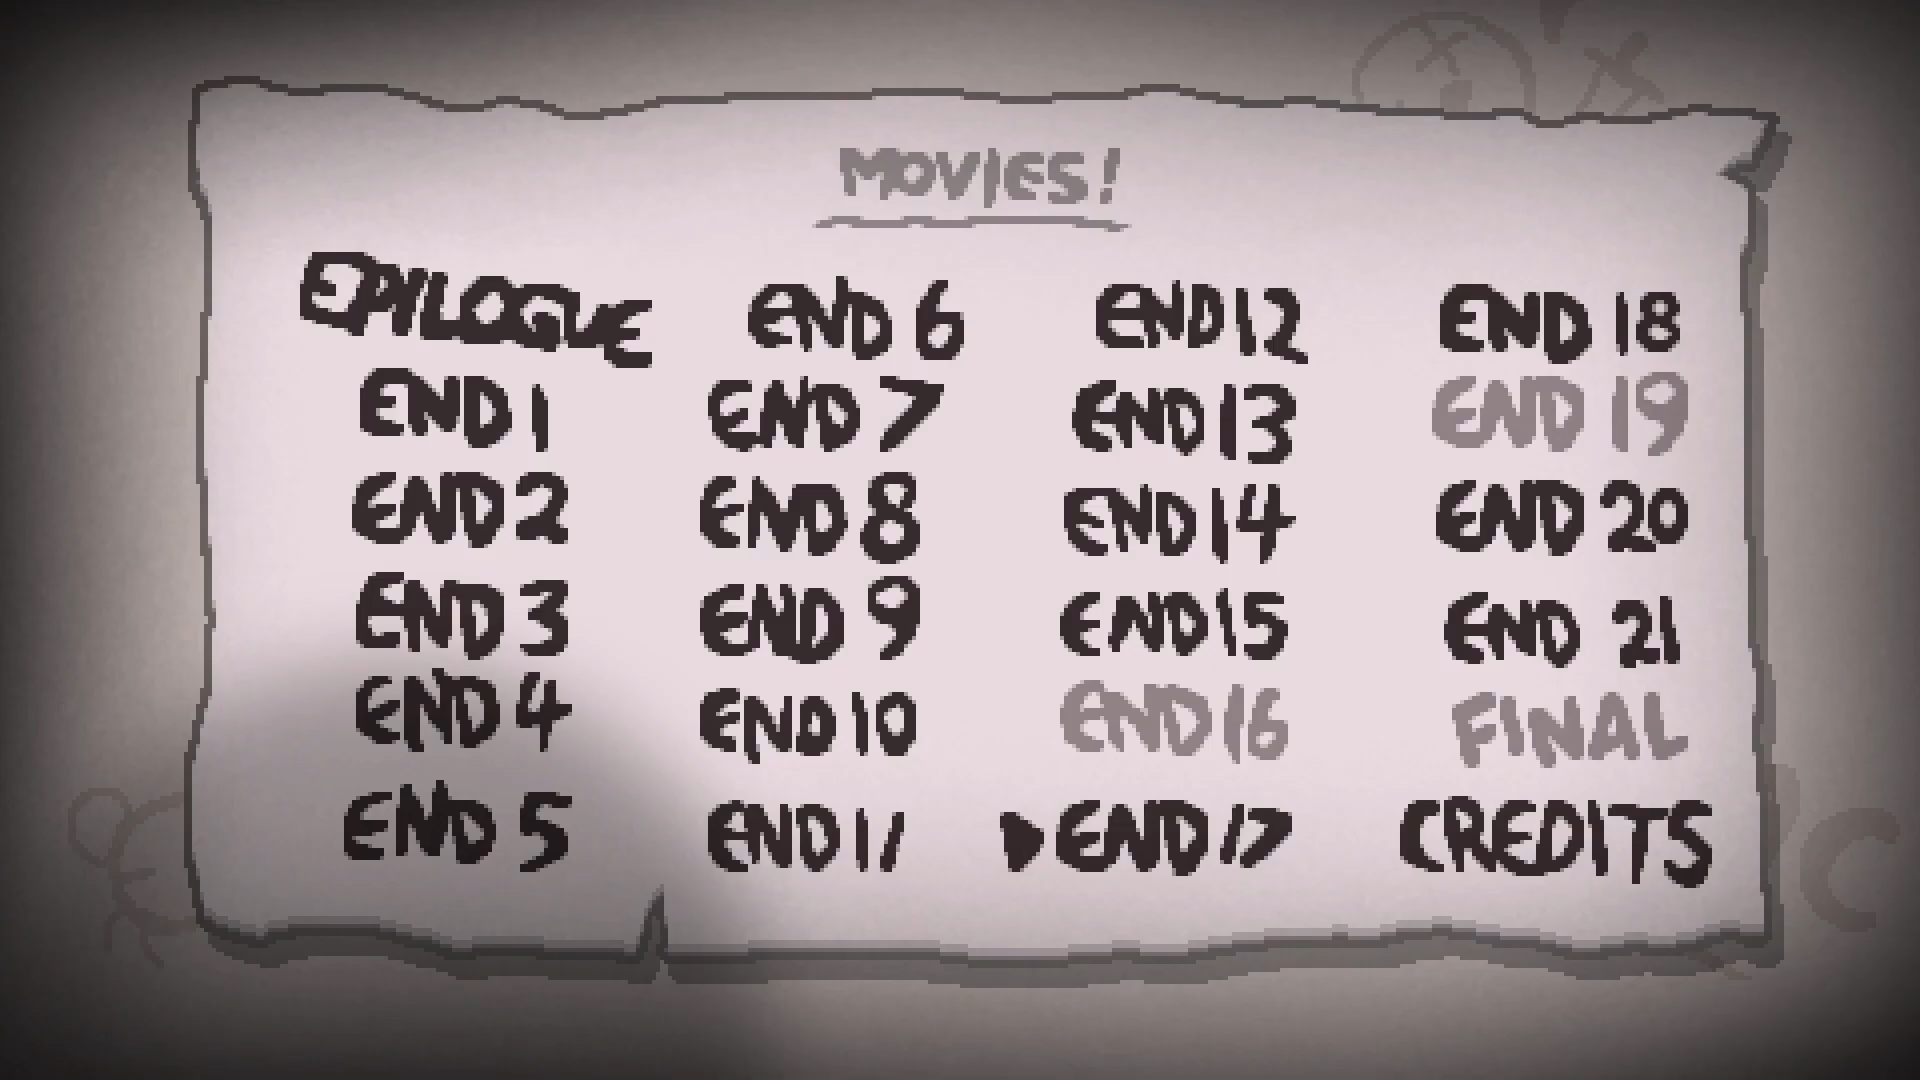 MOVIES!
EPILOGUE
END 1
END 2
END 3
END 4
END 5
END 6
END 7
END 8
END 9
END 10
END 11
END 12
END 13
END 14
END 15
END 16
END 17
END 18
END 19
END 20
END 21
FINAL
CREDITS